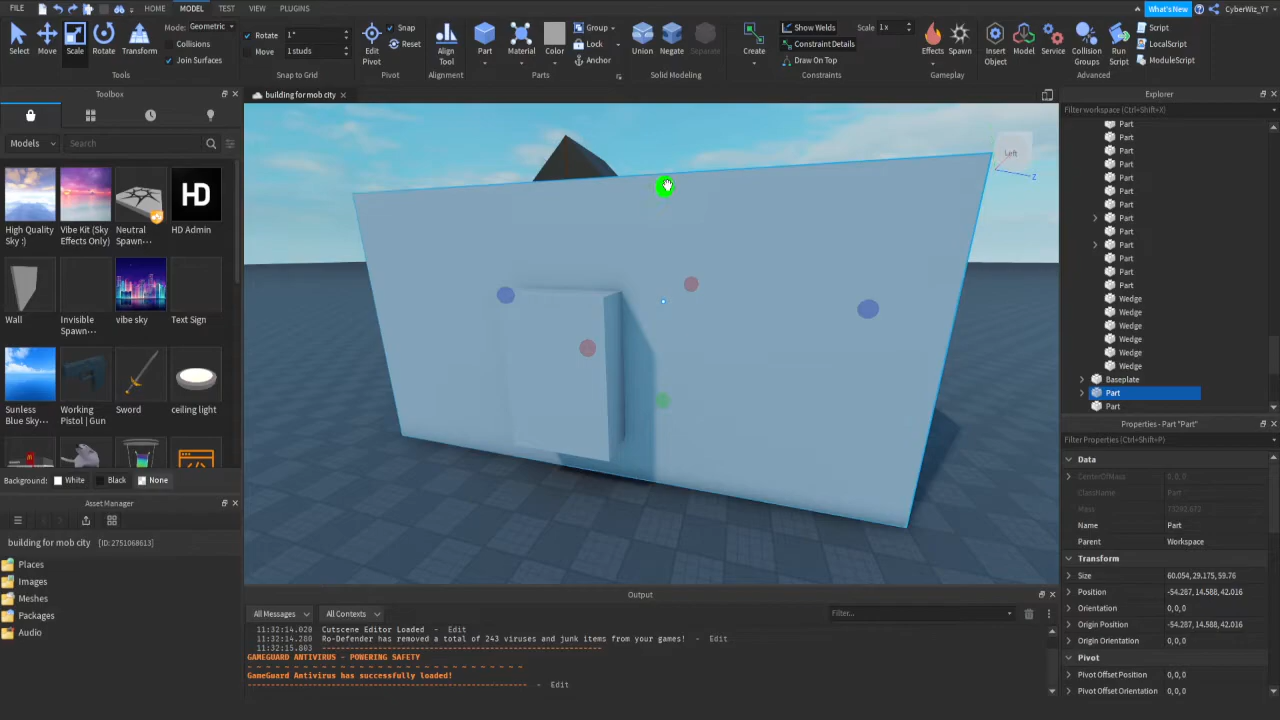 FILE HOME MODEL TEST VIEW PLUGINS What's New CyberWiz_YT
Select Move Scale Rotate Transform
Mode: Geometric
Collisions
Join Surfaces
Tools
Rotate 1°
Move 1 studs
Snap to Grid
Edit Pivot
Snap
Reset
Pivot
Align Tool
Alignment
Part Material Color
Group
Lock
Anchor
Parts
Union Negate Separate
Solid Modeling
Create
Show Welds Scale 1x
Constraint Details
Draw On Top
Constraints
Effects Spawn
Gameplay
Insert Object Model Service Collision Groups Run Script
Script
LocalScript
ModuleScript
Advanced
Toolbox
Models Search
High Quality Sky :)
Vibe Kit (Sky Effects Only)
Neutral Spawn...
HD
HD Admin
Wall
Invisible Spawn...
vibe sky
Text Sign
Sunless Blue Sky...
Working Pistol | Gun
Sword
ceiling light
Background: White Black None
Asset Manager
building for mob city [ID: 2751068613]
Places
Images
Meshes
Packages
Audio
building for mob city
Left
Z
Output
All Messages All Contexts Filter...
11:32:14.020 Cutscene Editor Loaded - Edit
11:32:14.280 Ro-Defender has removed a total of 243 viruses and junk items from your games! - Edit
11:32:15.803 --------
GAMEGUARD ANTIVIRUS - POWERING SAFETY
GameGuard Antivirus has successfully loaded!
- Edit
Explorer
Filter workspace (Ctrl+Shift+X)
Part
Part
Part
Part
Part
Part
Part
Part
Part
Part
Part
Part
Part
Wedge
Wedge
Wedge
Wedge
Wedge
Wedge
Baseplate
Part
Part
Properties - Part "Part"
Filter Properties (Ctrl+Shift+P)
Data
CenterOfMass 0, 0, 0
ClassName Part
Mass
Name Part
Parent Workspace
Transform
Size 60.054, 29.175, 59.76
Position -54.287, 14.588, 42.016
Orientation 0, 0, 0
Origin Position -54.287, 14.588, 42.016
Origin Orientation 0, 0, 0
Pivot
Pivot Offset Position 0, 0, 0
Pivot Offset Orientation 0, 0, 0